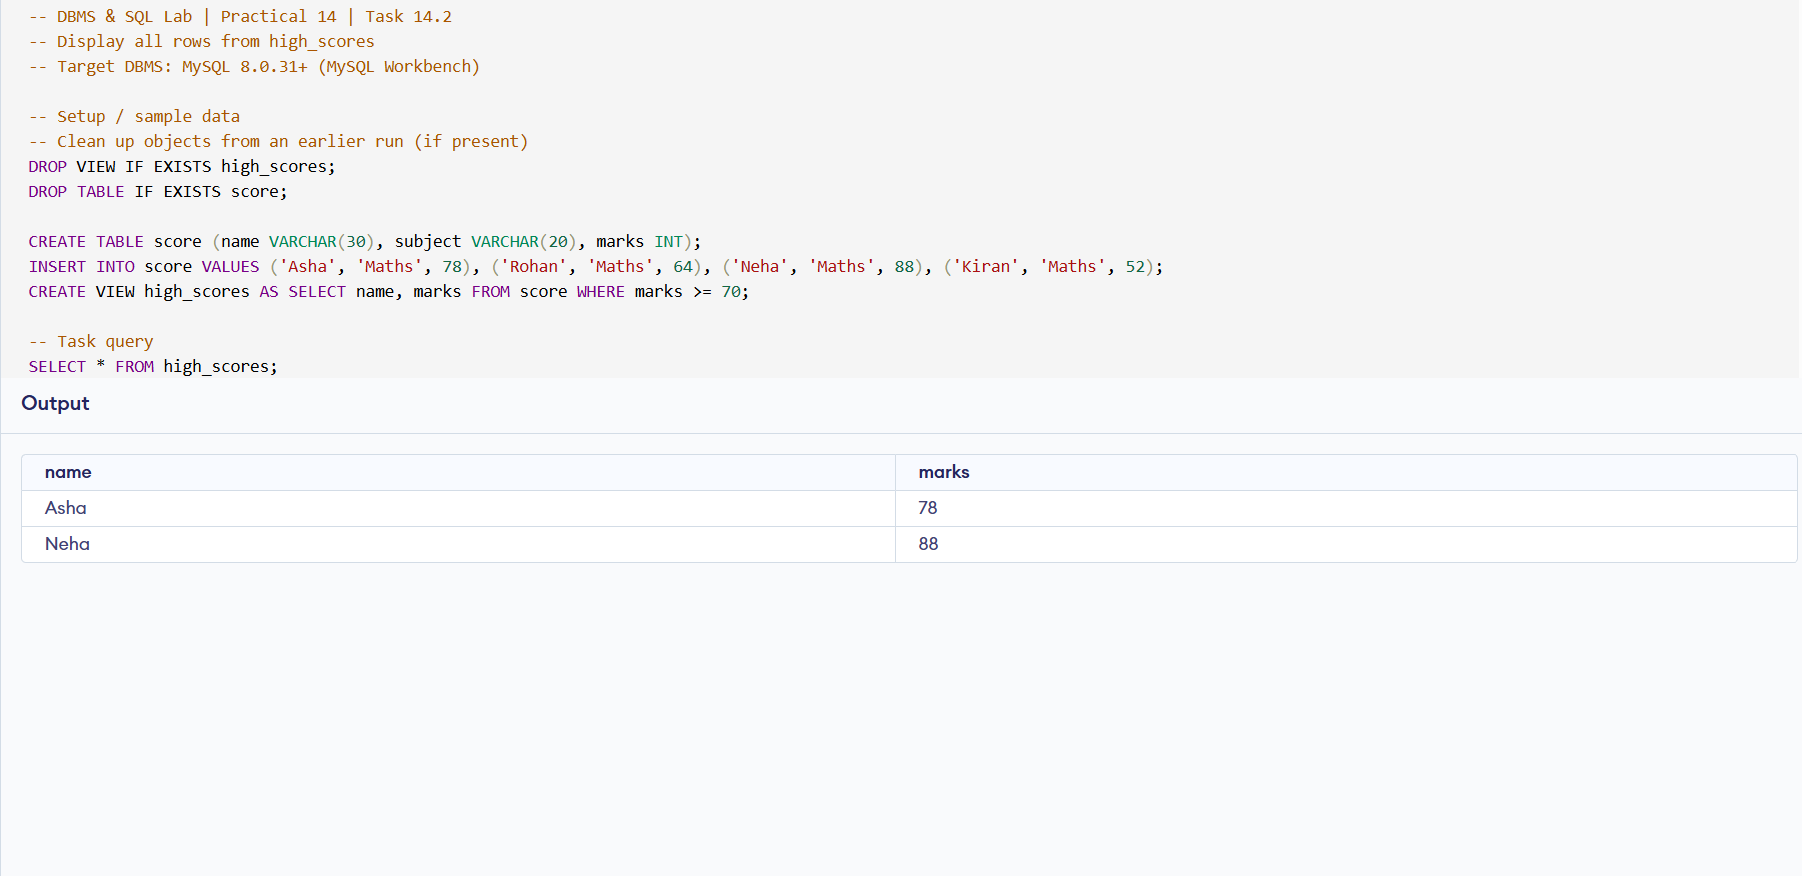 -- DBMS & SQL Lab | Practical 14 | Task 14.2
-- Display all rows from high_scores
-- Target DBMS: MySQL 8.0.31+ (MySQL Workbench)
-- Setup / sample data
-- Clean up objects from an earlier run (if present)
DROP VIEW IF EXISTS high_scores;
DROP TABLE IF EXISTS score;
CREATE TABLE score (name VARCHAR(30), subject VARCHAR(20), marks INT);
INSERT INTO score VALUES ('Asha', 'Maths', 78), ('Rohan', 'Maths', 64), ('Neha', 'Maths', 88), ('Kiran', 'Maths', 52);
CREATE VIEW high_scores AS SELECT name, marks FROM score WHERE marks >= 70;
-- Task query
SELECT * FROM high_scores;
Output
name marks
Asha 78
Neha 88